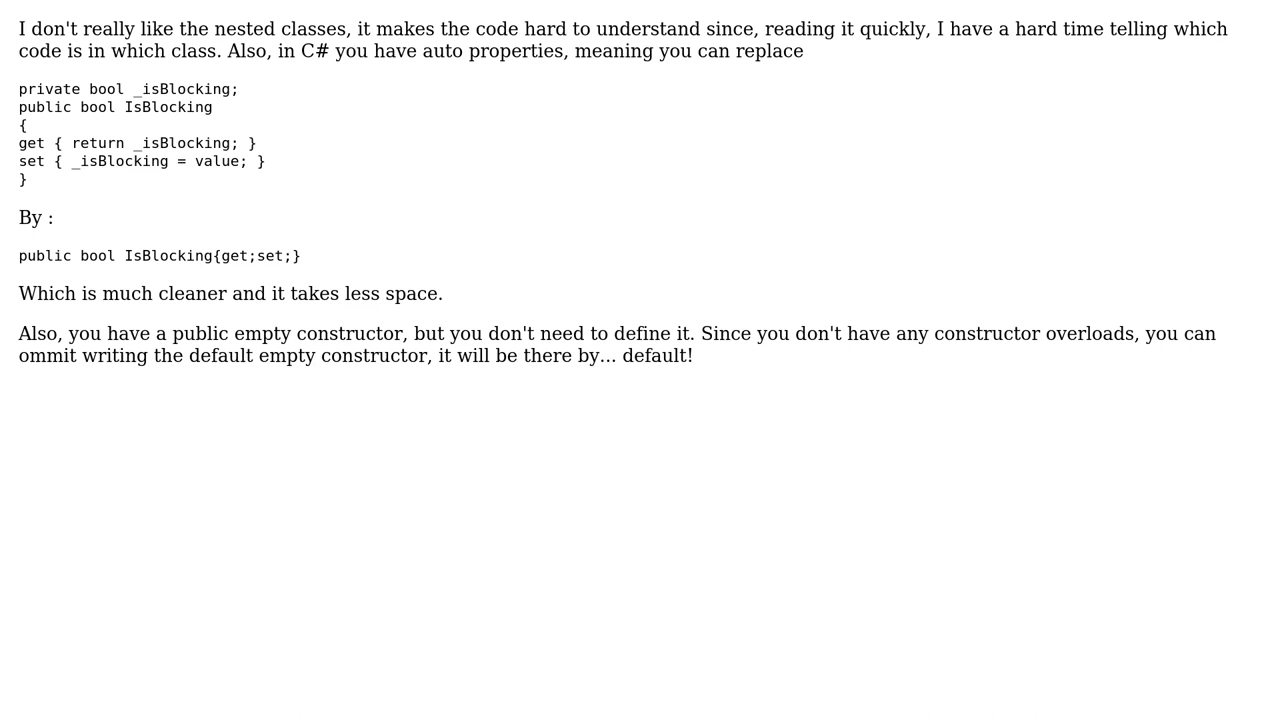 I don't really like the nested classes, it makes the code hard to understand since, reading it quickly, I have a hard time telling which
code is in which class. Also, in C# you have auto properties, meaning you can replace
private bool _isBlocking;
public bool IsBlocking
{
get { return _isBlocking; }
set { _isBlocking = value; }
}
By :
public bool IsBlocking{get;set;}
Which is much cleaner and it takes less space.
Also, you have a public empty constructor, but you don't need to define it. Since you don't have any constructor overloads, you can
ommit writing the default empty constructor, it will be there by... default!